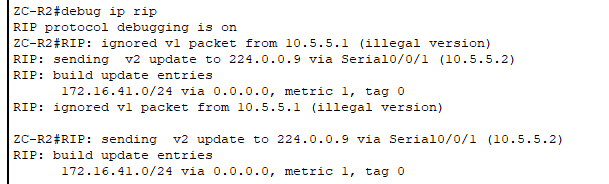 ZC-R2#debug ip rip
RIP protocol debugging is on
ZC-R2#RIP: ignored v1 packet from 10.5.5.1 (illegal version)
RIP: sending  v2 update to 224.0.0.9 via Serial0/0/1 (10.5.5.2)
RIP: build update entries
      172.16.41.0/24 via 0.0.0.0, metric 1, tag 0
RIP: ignored v1 packet from 10.5.5.1 (illegal version)

ZC-R2#RIP: sending  v2 update to 224.0.0.9 via Serial0/0/1 (10.5.5.2)
RIP: build update entries
      172.16.41.0/24 via 0.0.0.0, metric 1, tag 0